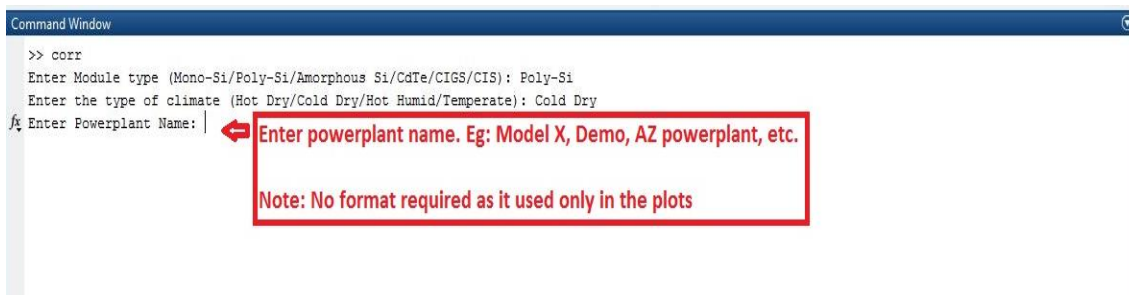 Command Window
>> corr
Enter Module type (Mono-Si/Poly-Si/Amorphous Si/CdTe/CIGS/CIS): Poly-Si
Enter the type of climate (Hot Dry/Cold Dry/Hot Humid/Temperate): Cold Dry
fx Enter Powerplant Name:
Enter powerplant name. Eg: Model X, Demo, AZ powerplant, etc.
Note: No format required as it used only in the plots